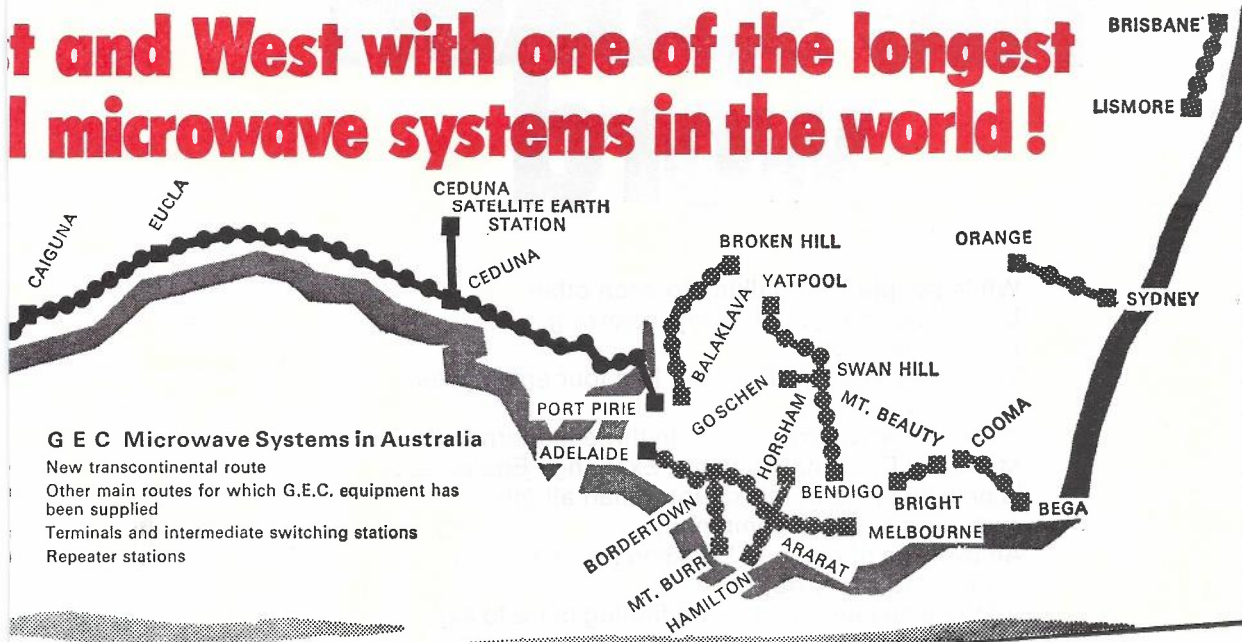 t and West with one of the longest
l microwave systems in the world!
BRISBANE
LISMORE
CAIGUNA
EUCLA
CEDUNA
SATELLITE EARTH
STATION
CEDUNA
BROKEN HILL
YATPOOL
ORANGE
SYDNEY
BALAKLAVA
PORT PIRIE
GOSCHEN
SWAN HILL
HORSHAM
MT. BEAUTY
COOMA
ADELAIDE
BENDIGO
BRIGHT
BEGA
BORDERTOWN
MELBOURNE
ARARAT
MT. BURR
HAMILTON
G E C Microwave Systems in Australia
New transcontinental route
Other main routes for which G.E.C. equipment has
been supplied
Terminals and intermediate switching stations
Repeater stations